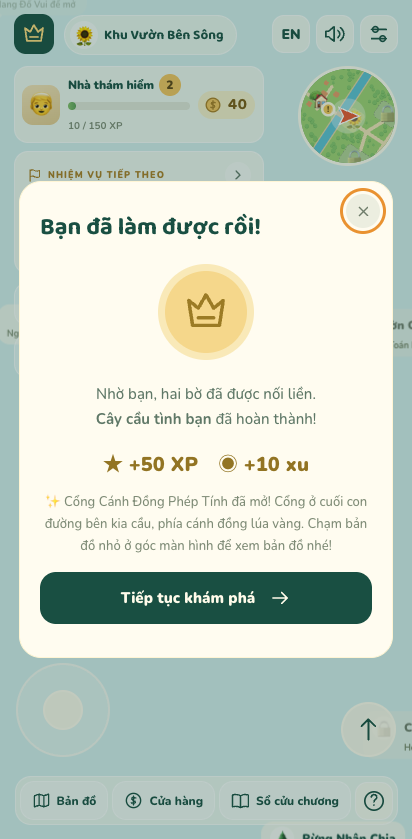 Khu Vườn Bên Sông
EN
Nhà thám hiểm 2
40
10 / 150 XP
NHIỆM VỤ TIẾP THEO
Bạn đã làm được rồi!
Nhờ bạn, hai bờ đã được nối liền.
Cây cầu tình bạn đã hoàn thành!
★ +50 XP ◉ +10 xu
✨ Cổng Cánh Đồng Phép Tính đã mở! Cổng ở cuối con
đường bên kia cầu, phía cánh đồng lúa vàng. Chạm bản
đồ nhỏ ở góc màn hình để xem bản đồ nhé!
Tiếp tục khám phá →
Bản đồ
Cửa hàng
Sổ cửu chương
Rừng Nhân Chia